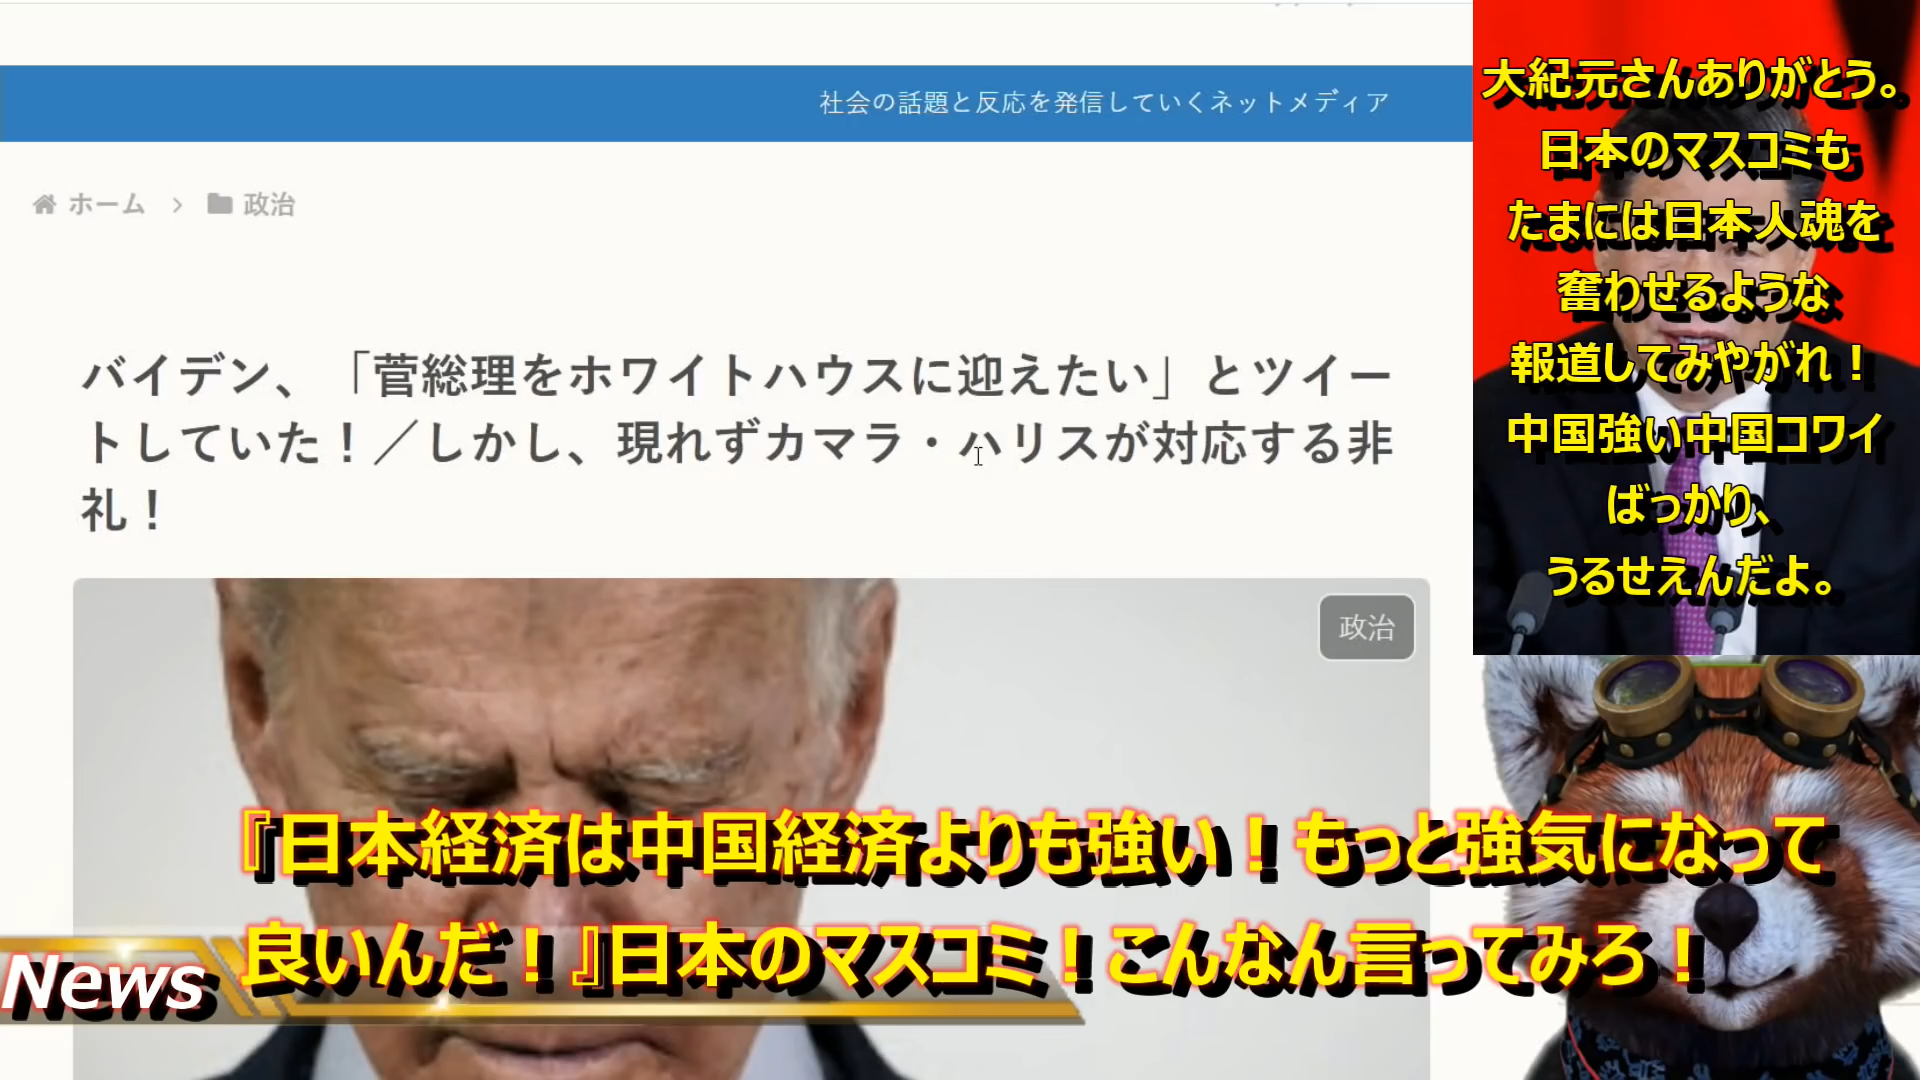 社会の話題と反応を発信していくネットメディア
ホーム > 政治
バイデン、「菅総理をホワイトハウスに迎えたい」とツイー
トしていた！／しかし、現れずカマラ・ハリスが対応する非
礼！
政治
大紀元さんありがとう。
日本のマスコミも
たまには日本人魂を
奮わせるような
報道してみやがれ！
中国強い中国コワイ
ばっかり、
うるせえんだよ。
『日本経済は中国経済よりも強い！もっと強気になって
良いんだ！』日本のマスコミ！こんなん言ってみろ！
News